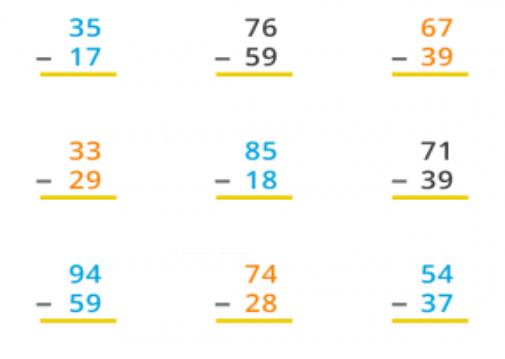 35 76 67
– 17 – 59 – 39
33 85 71
– 29 – 18 – 39
94 74 54
– 59 – 28 – 37